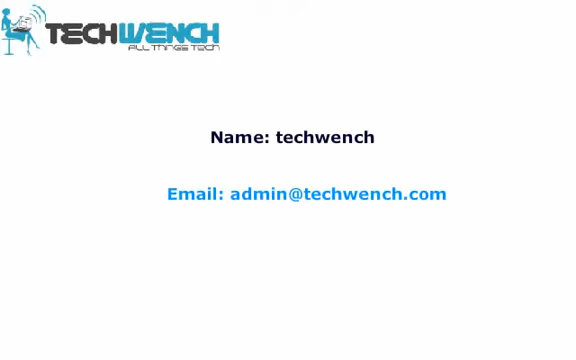 TECHWENCH
ALL THINGS TECH
Name: techwench
Email: admin@techwench.com